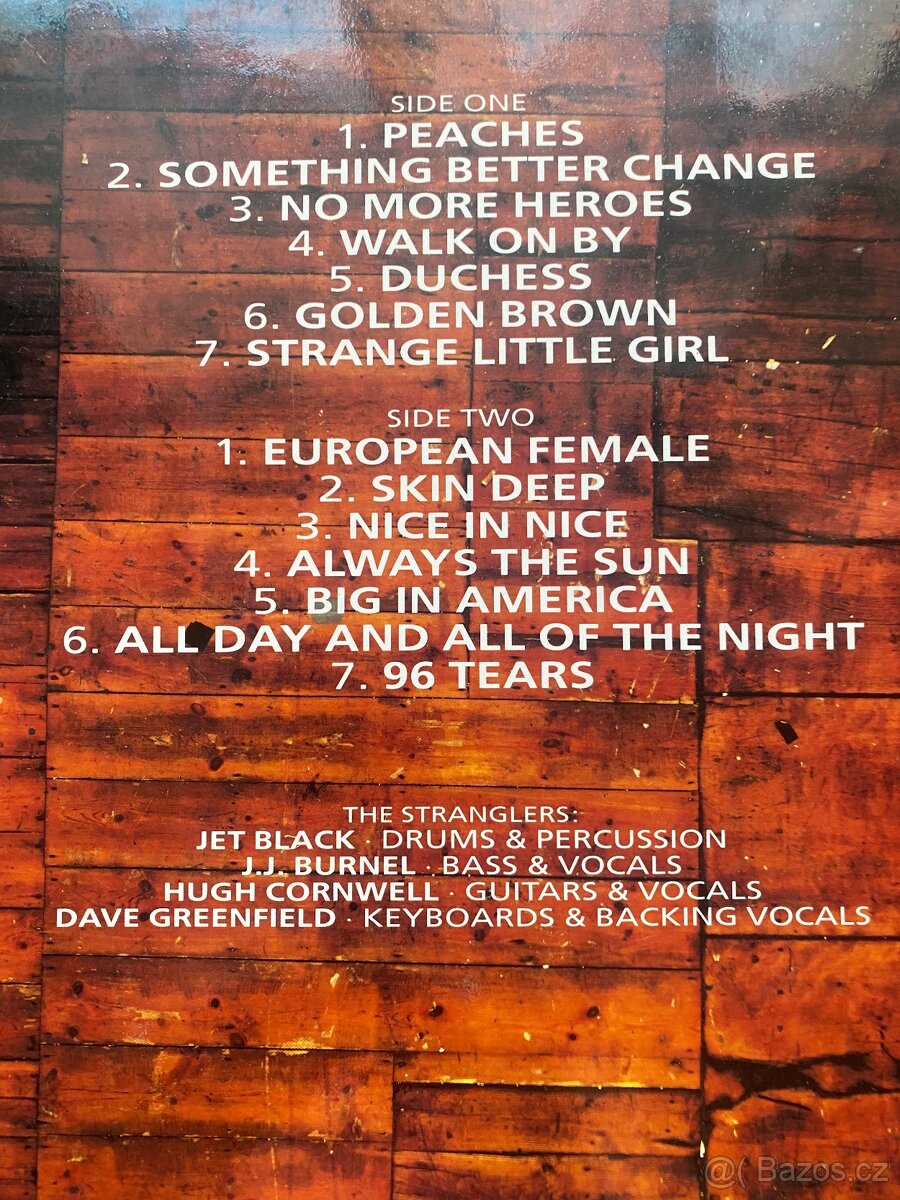 SIDE ONE
1. PEACHES
2. SOMETHING BETTER CHANGE
3. NO MORE HEROES
4. WALK ON BY
5. DUCHESS
6. GOLDEN BROWN
7. STRANGE LITTLE GIRL
SIDE TWO
1. EUROPEAN FEMALE
2. SKIN DEEP
3. NICE IN NICE
4. ALWAYS THE SUN
5. BIG IN AMERICA
6. ALL DAY AND ALL OF THE NIGHT
7. 96 TEARS
THE STRANGLERS:
JET BLACK · DRUMS & PERCUSSION
J.J. BURNEL · BASS & VOCALS
HUGH CORNWELL · GUITARS & VOCALS
DAVE GREENFIELD · KEYBOARDS & BACKING VOCALS
@( Bazos.cz